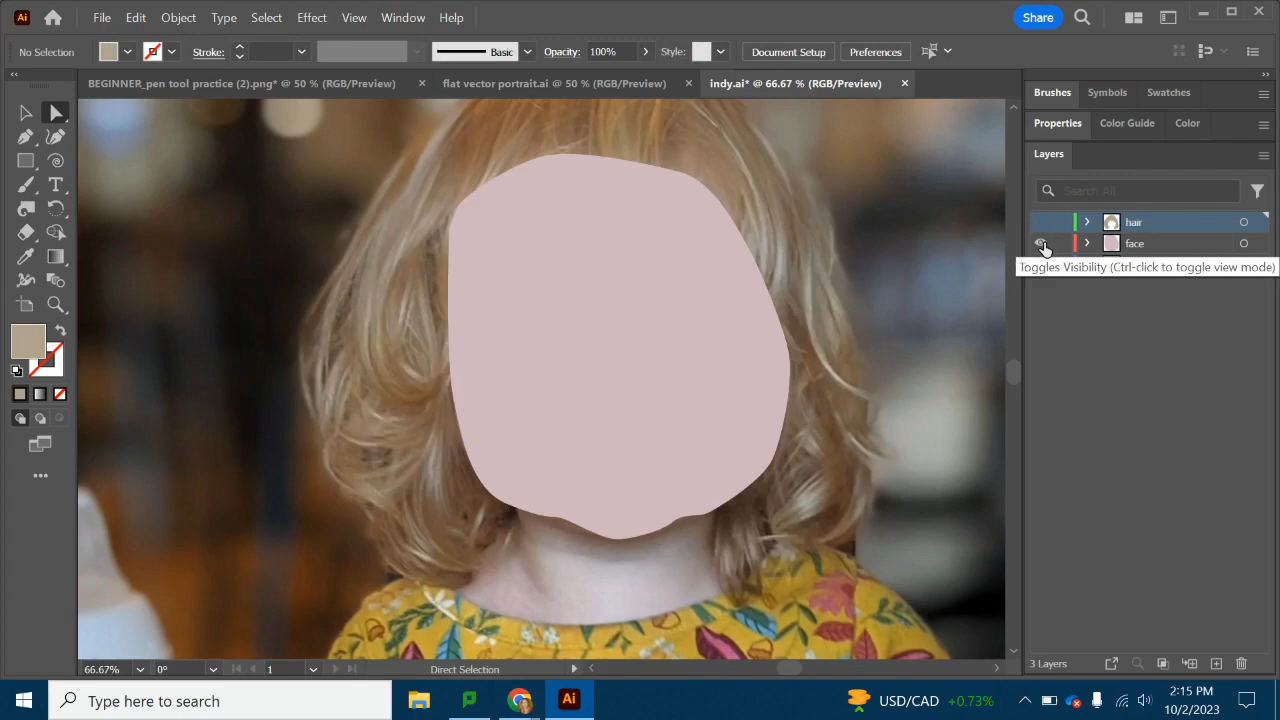 Ai File Edit Object Type Select Effect View Window Help Share
No Selection Stroke: Basic Opacity: 100% Style: Document Setup Preferences
BEGINNER_pen tool practice (2).png* @ 50 % (RGB/Preview) × flat vector portrait.ai @ 50 % (RGB/Preview) × indy.ai* @ 66.67 % (RGB/Preview) ×
Brushes Symbols Swatches
Properties Color Guide Color
Layers
Search All
hair
face
Toggles Visibility (Ctrl-click to toggle view mode)
66.67% 0° 1 Direct Selection 3 Layers
Type here to search Ai USD/CAD +0.73%
:15 PM
10/2/2023